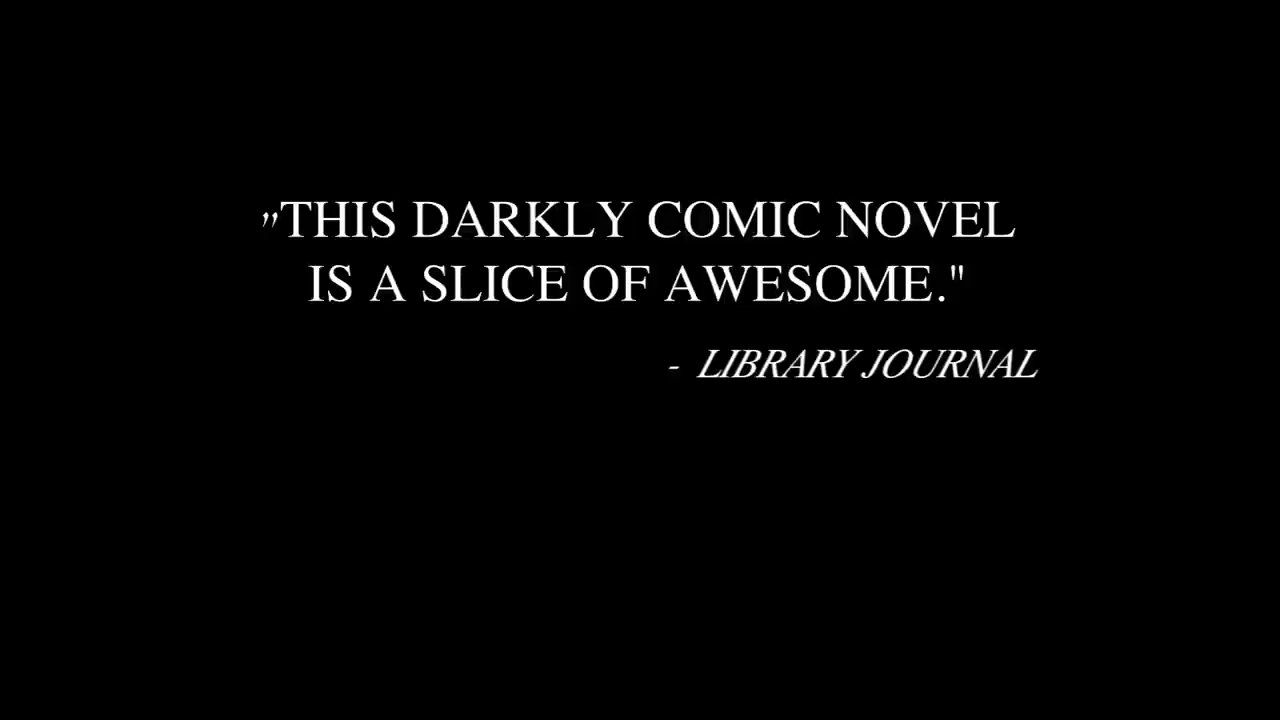 "THIS DARKLY COMIC NOVEL
IS A SLICE OF AWESOME."
- LIBRARY JOURNAL